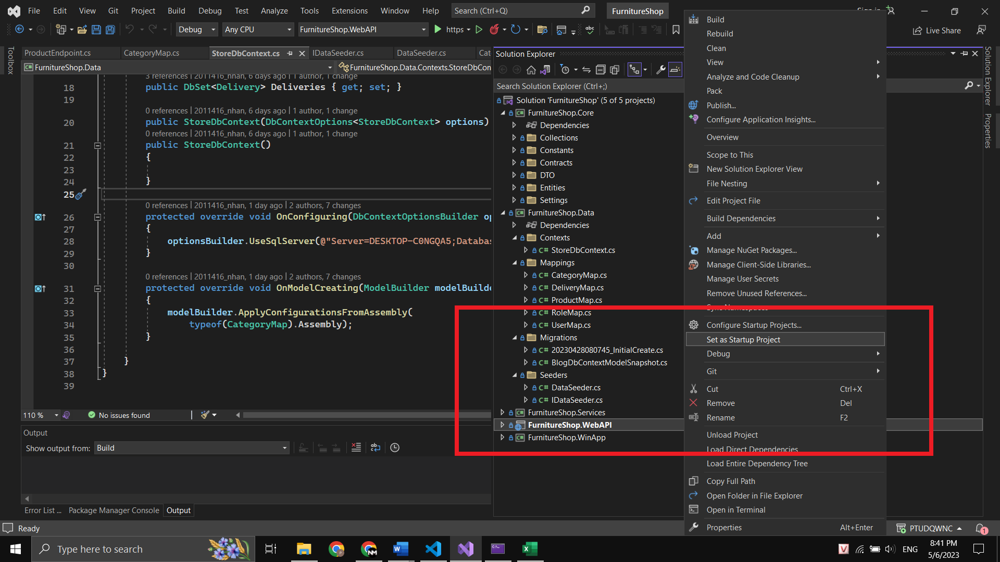 File Edit View Git Project Build Debug Test Analyze Tools Extensions Window Help Search (Ctrl+Q) FurnitureShop Sign in
Debug Any CPU FurnitureShop.WebAPI https Live Share
Toolbox
ProductEndpoint.cs CategoryMap.cs StoreDbContext.cs IDataSeeder.cs DataSeeder.cs Cat
FurnitureShop.Data FurnitureShop.Data.Contexts.StoreDbCon
3 references | 2011416_nhan, 6 days ago | 1 author, 1 change
18 public DbSet<Delivery> Deliveries { get; set; }
19
0 references | 2011416_nhan, 6 days ago | 1 author, 1 change
20 public StoreDbContext(DbContextOptions<StoreDbContext> options)
0 references | 2011416_nhan, 6 days ago | 1 author, 1 change
21 public StoreDbContext()
22 {
23
24 }
25
0 references | 2011416_nhan, 1 day ago | 2 authors, 7 changes
26 protected override void OnConfiguring(DbContextOptionsBuilder op
27 {
28 optionsBuilder.UseSqlServer(@"Server=DESKTOP-C0NGQA5;Databas
29 }
30
0 references | 2011416_nhan, 1 day ago | 2 authors, 7 changes
31 protected override void OnModelCreating(ModelBuilder modelBuilde
32 {
33 modelBuilder.ApplyConfigurationsFromAssembly(
34 typeof(CategoryMap).Assembly);
35 }
36
37 }
38 }
39
110 % No issues found
Output
Show output from: Build
Error List ... Package Manager Console Output
Solution Explorer
Search Solution Explorer (Ctrl+;)
Solution 'FurnitureShop' (5 of 5 projects)
FurnitureShop.Core
Dependencies
Collections
Constants
Contracts
DTO
Entities
Settings
FurnitureShop.Data
Dependencies
Contexts
StoreDbContext.cs
Mappings
CategoryMap.cs
DeliveryMap.cs
ProductMap.cs
RoleMap.cs
UserMap.cs
Migrations
20230428080745_InitialCreate.cs
BlogDbContextModelSnapshot.cs
Seeders
DataSeeder.cs
IDataSeeder.cs
FurnitureShop.Services
FurnitureShop.WebAPI
FurnitureShop.WinApp
Build
Rebuild
Clean
View
Analyze and Code Cleanup
Pack
Publish...
Configure Application Insights...
Overview
Scope to This
New Solution Explorer View
File Nesting
Edit Project File
Build Dependencies
Add
Manage NuGet Packages...
Manage Client-Side Libraries...
Manage User Secrets
Remove Unused References...
Sync Namespaces
Configure Startup Projects...
Set as Startup Project
Debug
Git
Cut Ctrl+X
Remove Del
Rename F2
Unload Project
Load Direct Dependencies
Load Entire Dependency Tree
Copy Full Path
Open Folder in File Explorer
Open in Terminal
Properties Alt+Enter
Solution Explorer
Properties
Ready PTUDQWNC 1
Type here to search ENG 8:41 PM
5/6/2023